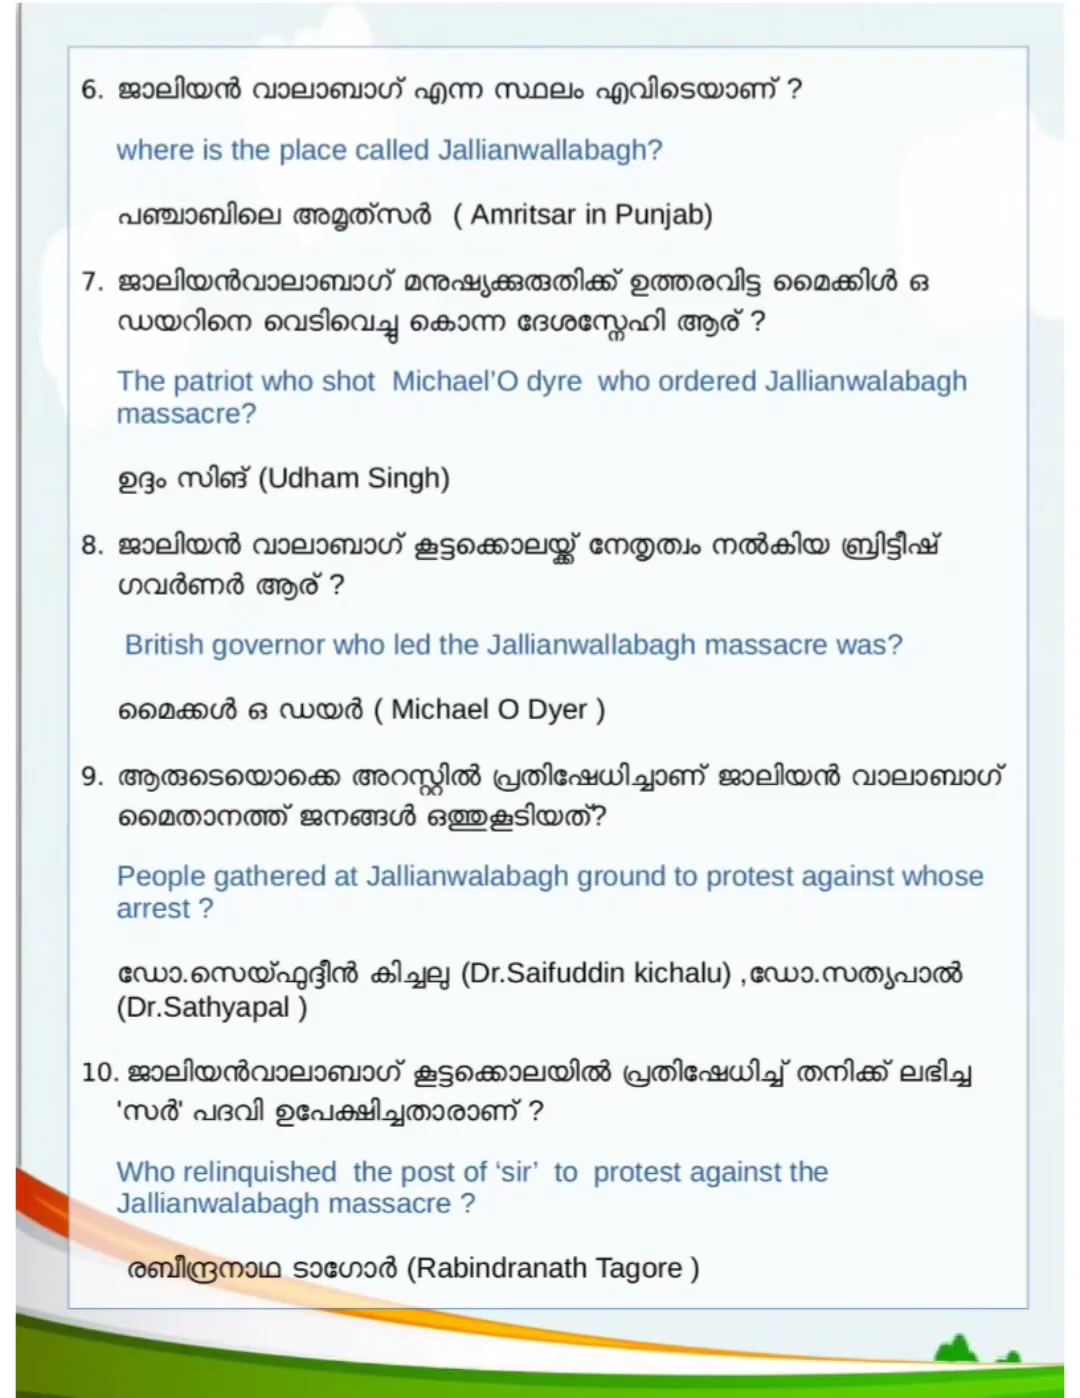 6. ജാലിയൻ വാലാബാഗ് എന്ന സ്ഥലം എവിടെയാണ് ?
where is the place called Jallianwallabagh?
പഞ്ചാബിലെ അമൃത്സർ ( Amritsar in Punjab)
7. ജാലിയൻവാലാബാഗ് മനുഷ്യക്കുരുതിക്ക് ഉത്തരവിട്ട മൈക്കിൾ ഒ
ഡയറിനെ വെടിവെച്ചു കൊന്ന ദേശസ്നേഹി ആര് ?
The patriot who shot Michael’O dyre who ordered Jallianwalabagh
massacre?
ഉദ്ദം സിങ് (Udham Singh)
8. ജാലിയൻ വാലാബാഗ് കൂട്ടക്കൊലയ്ക്ക് നേതൃത്വം നൽകിയ ബ്രിട്ടീഷ്
ഗവർണർ ആര് ?
British governor who led the Jallianwallabagh massacre was?
മൈക്കൾ ഒ ഡയർ ( Michael O Dyer )
9. ആരുടെയൊക്കെ അറസ്റ്റിൽ പ്രതിഷേധിച്ചാണ് ജാലിയൻ വാലാബാഗ്
മൈതാനത്ത് ജനങ്ങൾ ഒത്തുകൂടിയത്?
People gathered at Jallianwalabagh ground to protest against whose
arrest ?
ഡോ.സെയ്ഫുദ്ദീൻ കിച്ചലു (Dr.Saifuddin kichalu) ,ഡോ.സത്യപാൽ
(Dr.Sathyapal )
10. ജാലിയൻവാലാബാഗ് കൂട്ടക്കൊലയിൽ പ്രതിഷേധിച്ച് തനിക്ക് ലഭിച്ച
'സർ' പദവി ഉപേക്ഷിച്ചതാരാണ് ?
Who relinquished the post of ‘sir’ to protest against the
Jallianwalabagh massacre ?
രബീന്ദ്രനാഥ ടാഗോർ (Rabindranath Tagore )